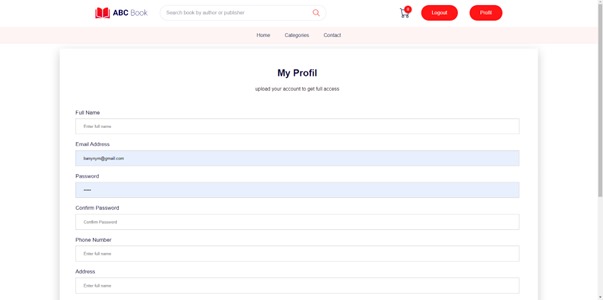 ABC Book
Search book by author or publisher
0
Logout
Profil
Home
Categories
Contact
My Profil
upload your account to get full access
Full Name
Enter full name
Email Address
banynym@gmail.com
Password
•••••
Confirm Password
Confirm Password
Phone Number
Enter full name
Address
Enter full name